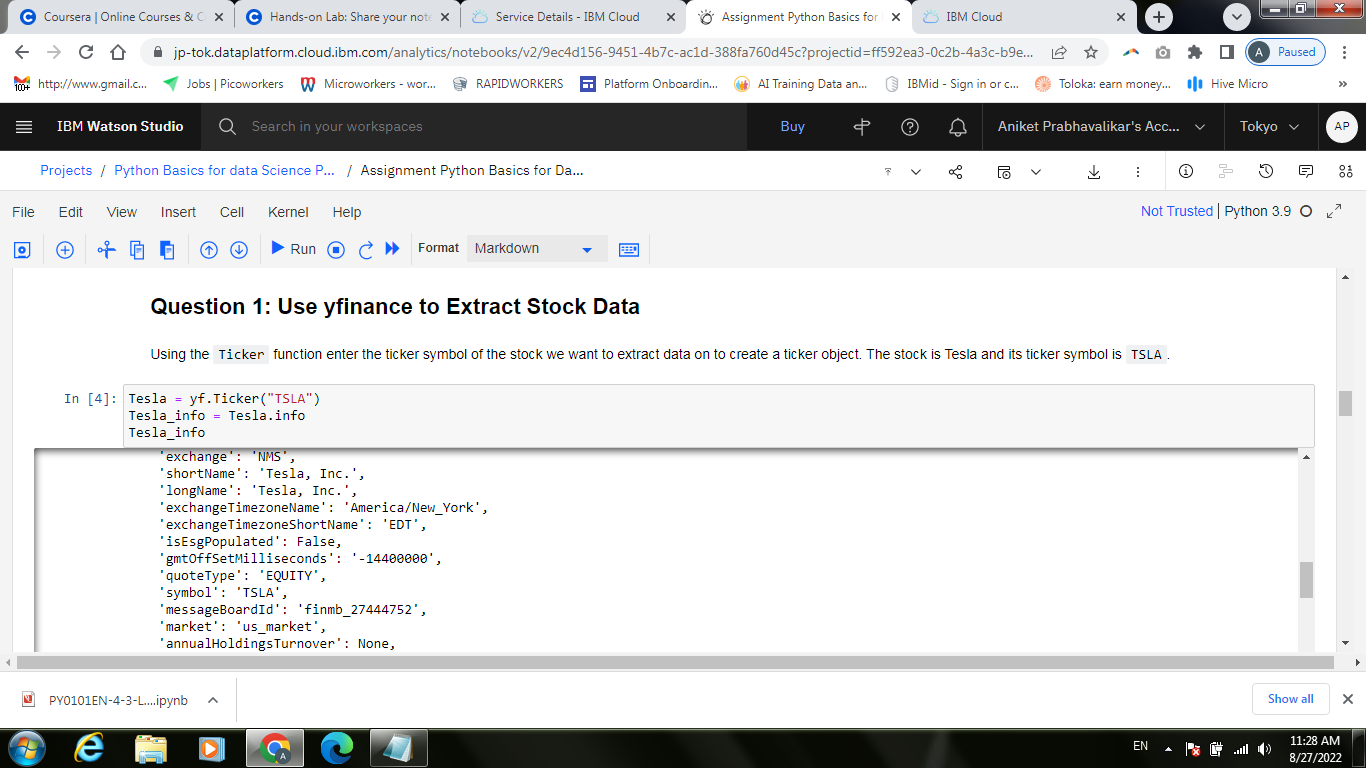 Coursera | Online Courses & C
Hands-on Lab: Share your note
Service Details - IBM Cloud
Assignment Python Basics for
IBM Cloud
jp-tok.dataplatform.cloud.ibm.com/analytics/notebooks/v2/9ec4d156-9451-4b7c-ac1d-388fa760d45c?projectid=ff592ea3-0c2b-4a3c-b9e...
A Paused
100+ http://www.gmail.c...
Jobs | Picoworkers
Microworkers - wor...
RAPIDWORKERS
Platform Onboardin...
AI Training Data an...
IBMid - Sign in or c...
Toloka: earn money...
Hive Micro
»
IBM Watson Studio
Search in your workspaces
Buy
Aniket Prabhavalikar's Acc...
Tokyo
AP
Projects / Python Basics for data Science P... / Assignment Python Basics for Da...
File Edit View Insert Cell Kernel Help
Not Trusted | Python 3.9
Run
Format
Markdown
Question 1: Use yfinance to Extract Stock Data
Using the Ticker function enter the ticker symbol of the stock we want to extract data on to create a ticker object. The stock is Tesla and its ticker symbol is TSLA .
In [4]: Tesla = yf.Ticker("TSLA")
Tesla_info = Tesla.info
Tesla_info
'exchange': 'NMS',
'shortName': 'Tesla, Inc.',
'longName': 'Tesla, Inc.',
'exchangeTimezoneName': 'America/New_York',
'exchangeTimezoneShortName': 'EDT',
'isEsgPopulated': False,
'gmtOffSetMilliseconds': '-14400000',
'quoteType': 'EQUITY',
'symbol': 'TSLA',
'messageBoardId': 'finmb_27444752',
'market': 'us_market',
'annualHoldingsTurnover': None,
PY0101EN-4-3-L....ipynb
Show all
EN
11:28 AM
8/27/2022